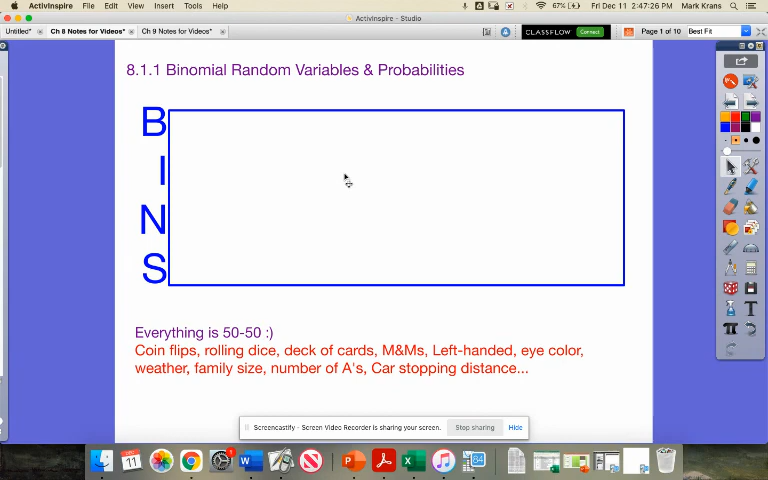 ActivInspire File Edit View Insert Tools Help 67% Fri Dec 11 2:47:26 PM Mark Krans
ActivInspire - Studio
Untitled* Ch 8 Notes for Videos* Ch 9 Notes for Videos* CLASSFLOW Connect Page 1 of 10 Best Fit
8.1.1 Binomial Random Variables & Probabilities
B
I
N
S
Everything is 50-50 :)
Coin flips, rolling dice, deck of cards, M&Ms, Left-handed, eye color,
weather, family size, number of A's, Car stopping distance...
Screencastify - Screen Video Recorder is sharing your screen. Stop sharing Hide